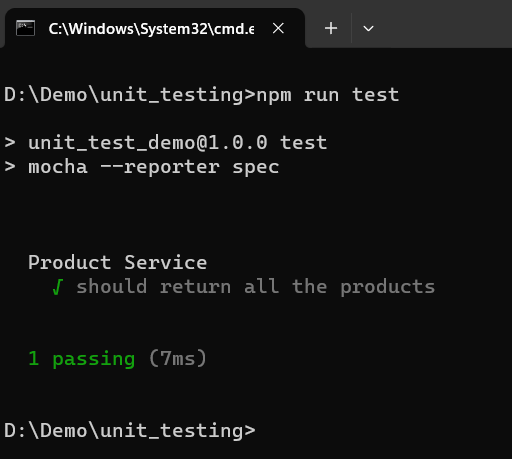 C:\Windows\System32\cmd.e
D:\Demo\unit_testing>npm run test
> unit_test_demo@1.0.0 test
> mocha --reporter spec
Product Service
√ should return all the products
1 passing (7ms)
D:\Demo\unit_testing>